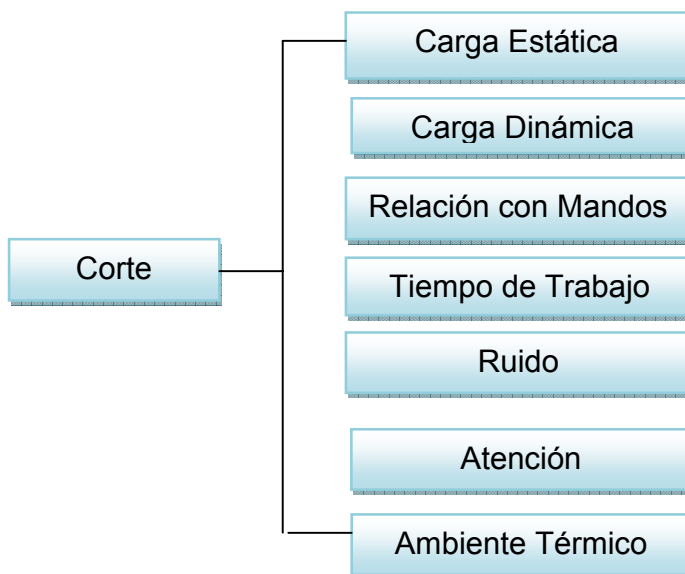 Carga Estática
Carga Dinámica
Relación con Mandos
Corte
Tiempo de Trabajo
Ruido
Atención
Ambiente Térmico